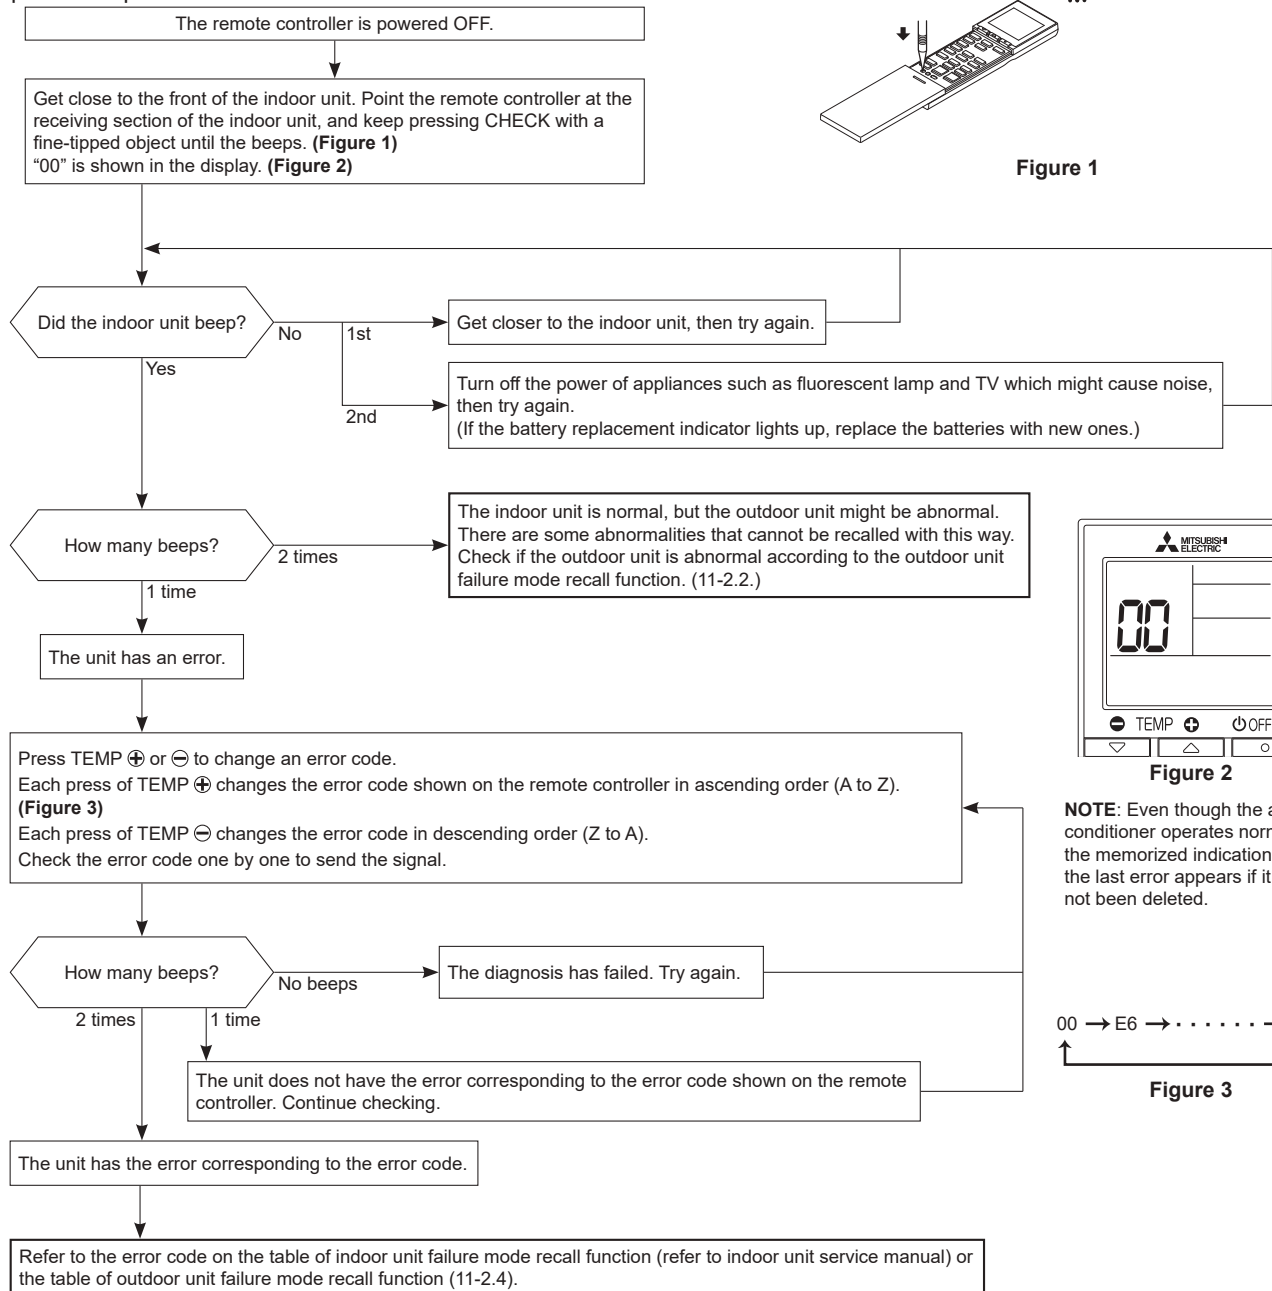 The remote controller is powered OFF.
Get close to the front of the indoor unit. Point the remote controller at the
receiving section of the indoor unit, and keep pressing CHECK with a
fine-tipped object until the beeps. (Figure 1)
“00” is shown in the display. (Figure 2)
Figure 1
Did the indoor unit beep?
No
1st
Get closer to the indoor unit, then try again.
Yes
2nd
Turn off the power of appliances such as fluorescent lamp and TV which might cause noise,
then try again.
(If the battery replacement indicator lights up, replace the batteries with new ones.)
How many beeps?
2 times
The indoor unit is normal, but the outdoor unit might be abnormal.
There are some abnormalities that cannot be recalled with this way.
Check if the outdoor unit is abnormal according to the outdoor unit
failure mode recall function. (11-2.2.)
1 time
The unit has an error.
MITSUBISHI
ELECTRIC
00
TEMP
OFF
Figure 2
NOTE: Even though the a
conditioner operates norm
the memorized indication
the last error appears if it
not been deleted.
Press TEMP ⊕ or ⊖ to change an error code.
Each press of TEMP ⊕ changes the error code shown on the remote controller in ascending order (A to Z).
(Figure 3)
Each press of TEMP ⊖ changes the error code in descending order (Z to A).
Check the error code one by one to send the signal.
How many beeps?
No beeps
The diagnosis has failed. Try again.
2 times
1 time
The unit does not have the error corresponding to the error code shown on the remote
controller. Continue checking.
00 → E6 → · · · · · ·
Figure 3
The unit has the error corresponding to the error code.
Refer to the error code on the table of indoor unit failure mode recall function (refer to indoor unit service manual) or
the table of outdoor unit failure mode recall function (11-2.4).